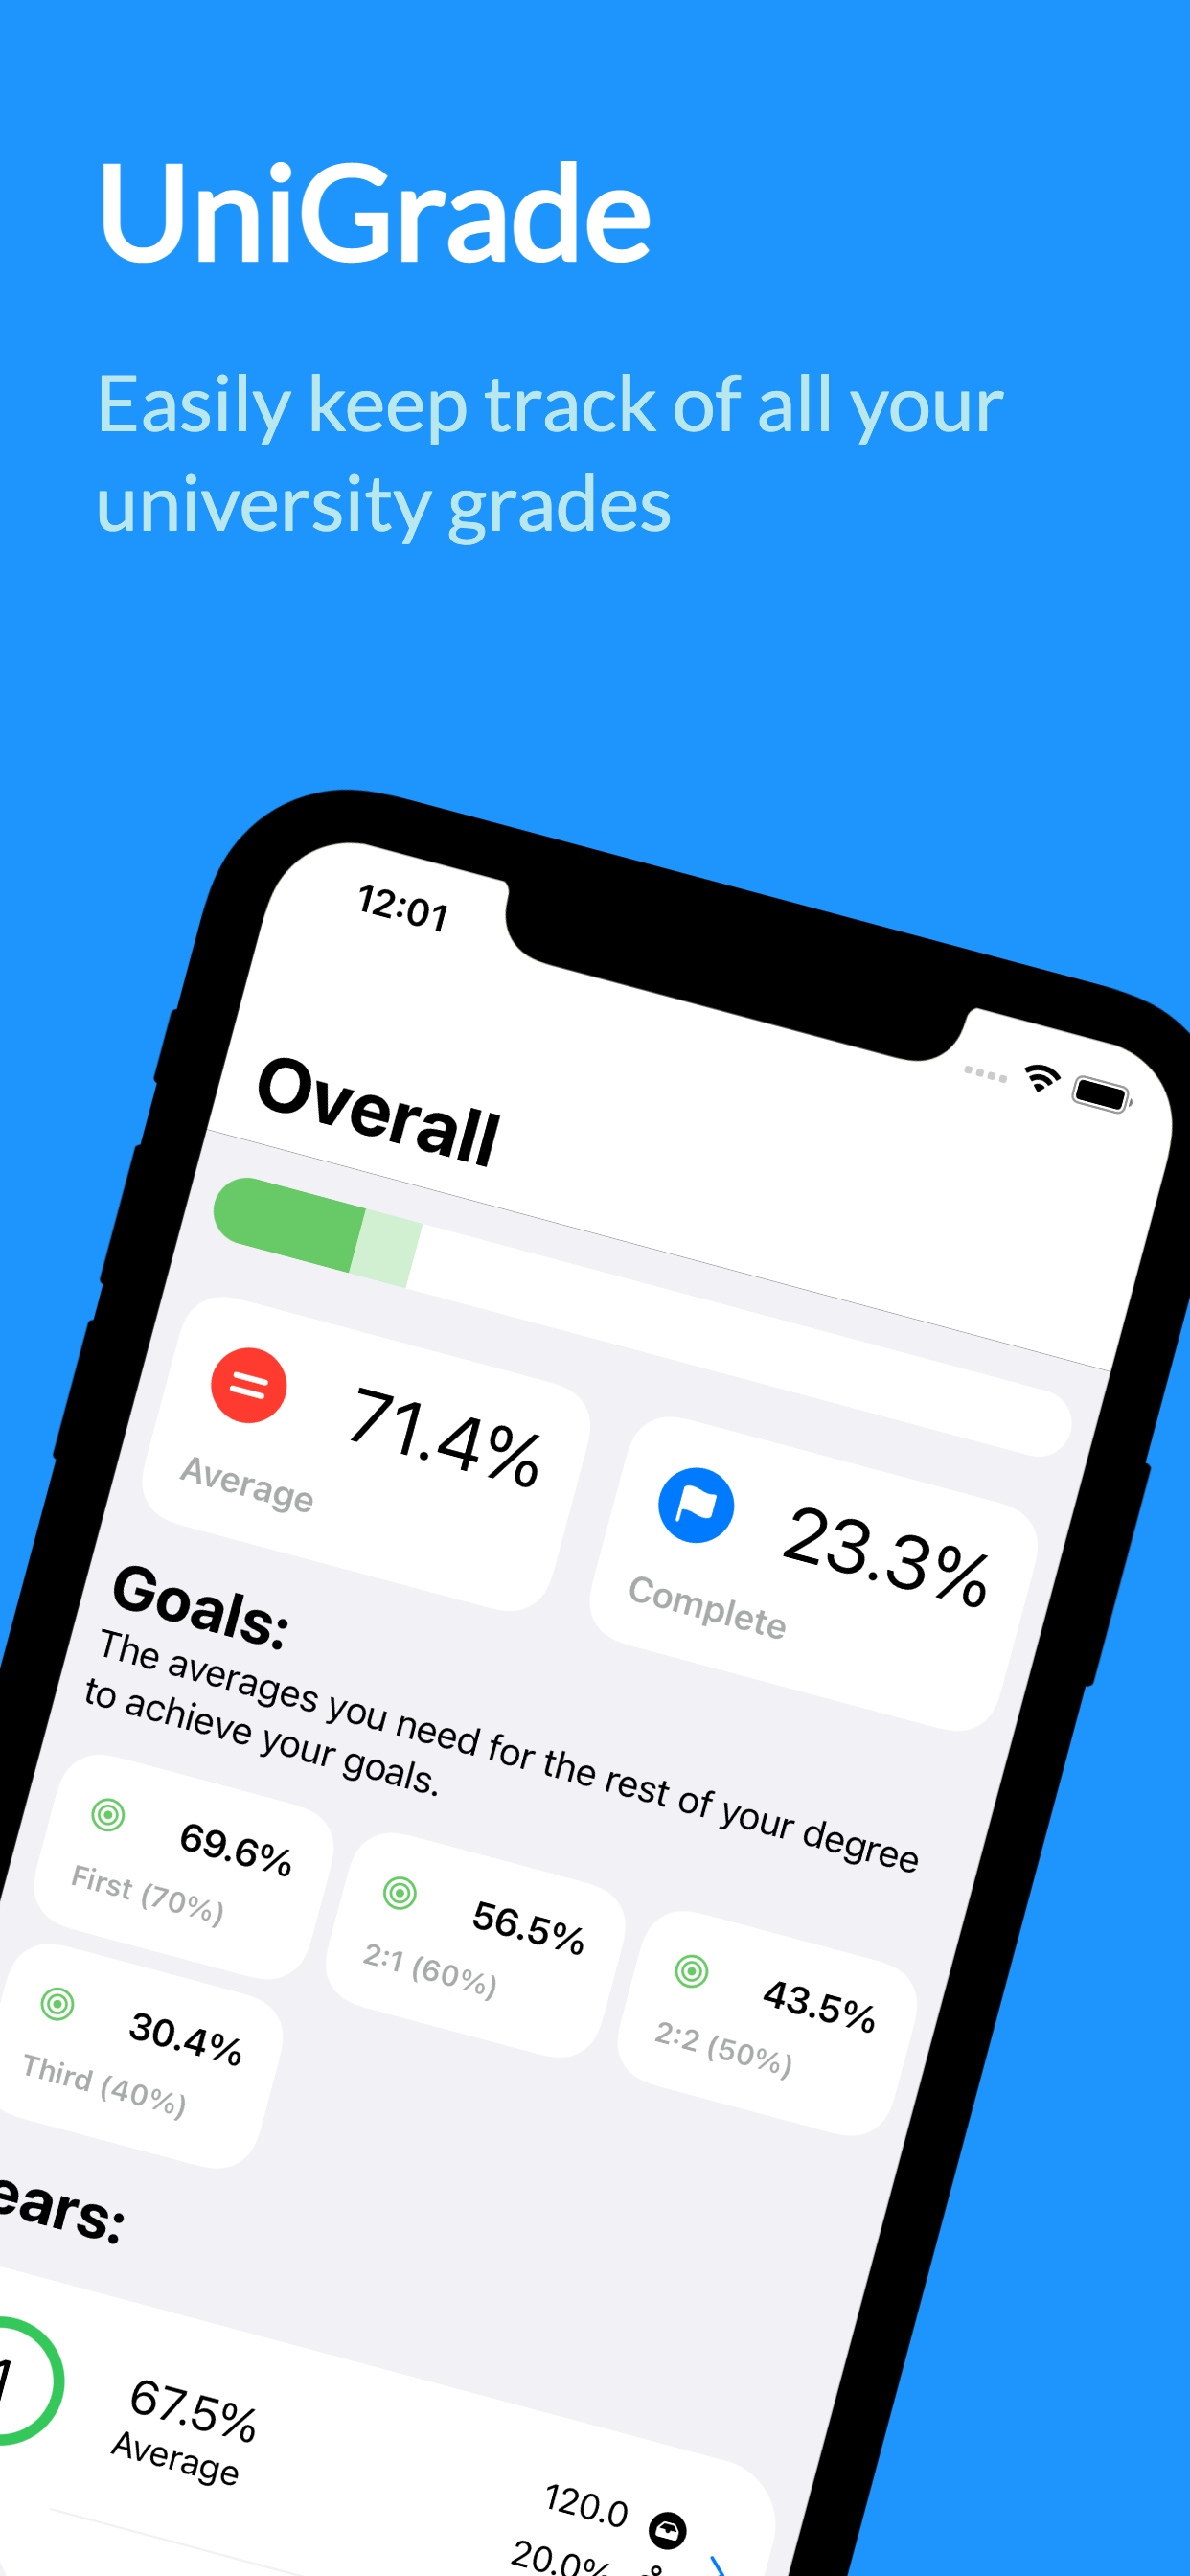 UniGrade
Easily keep track of all your
university grades
12:01
Overall
71.4%
Average
23.3%
Complete
Goals:
The averages you need for the rest of your degree
to achieve your goals.
69.6%
First (70%)
56.5%
2:1 (60%)
43.5%
2:2 (50%)
30.4%
Third (40%)
ears:
1
67.5%
Average
120.0
20.0%